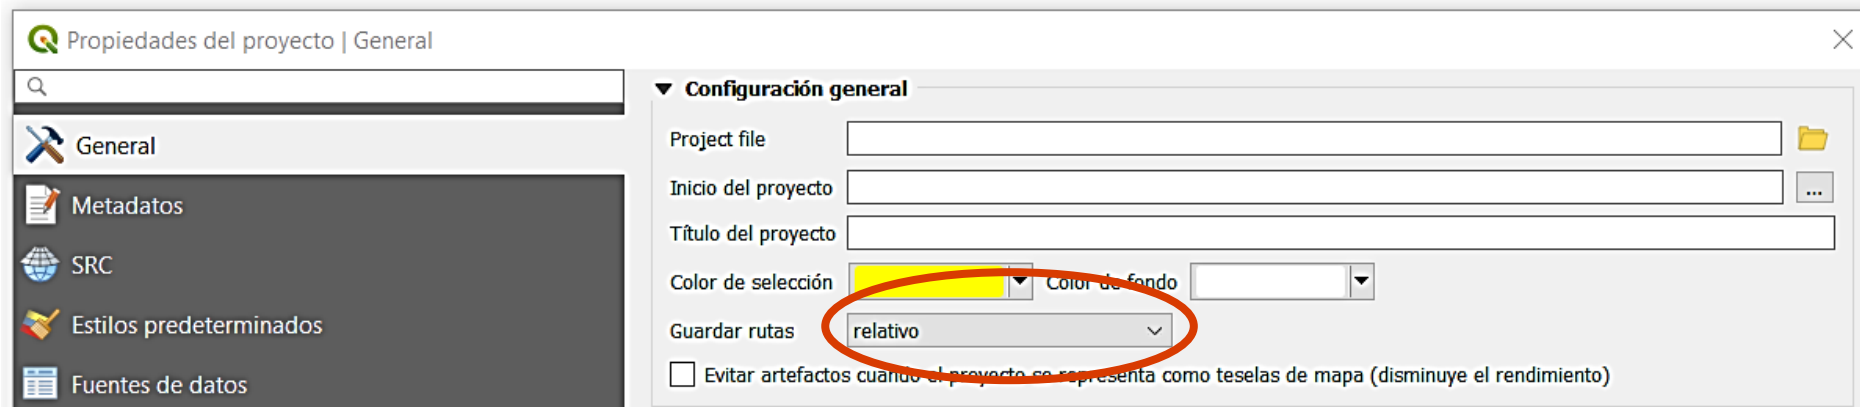 Propiedades del proyecto | General
General
Metadatos
SRC
Estilos predeterminados
Fuentes de datos
Configuración general
Project file
Inicio del proyecto
...
Título del proyecto
Color de selección Color de fondo
Guardar rutas relativo
Evitar artefactos cuando el proyecto se representa como teselas de mapa (disminuye el rendimiento)